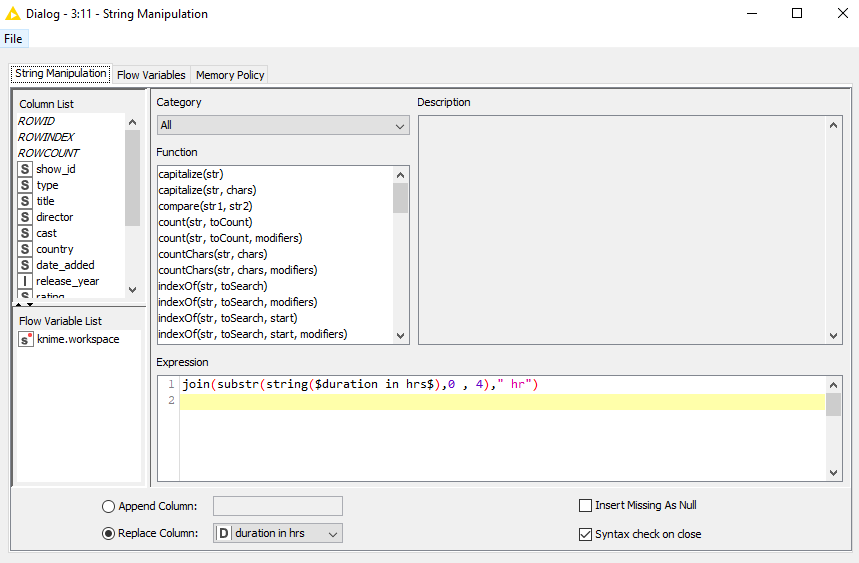 Dialog - 3:11 - String Manipulation
File
String Manipulation Flow Variables Memory Policy
Column List
ROWID
ROWINDEX
ROWCOUNT
S show_id
S type
S title
S director
S cast
S country
S date_added
I release_year
S rating
Flow Variable List
s knime.workspace
Category
All
Function
capitalize(str)
capitalize(str, chars)
compare(str1, str2)
count(str, toCount)
count(str, toCount, modifiers)
countChars(str, chars)
countChars(str, chars, modifiers)
indexOf(str, toSearch)
indexOf(str, toSearch, modifiers)
indexOf(str, toSearch, start)
indexOf(str, toSearch, start, modifiers)
Description
Expression
1 join(substr(string($duration in hrs$),0 , 4)," hr")
2
Append Column:
Replace Column: D duration in hrs
Insert Missing As Null
Syntax check on close